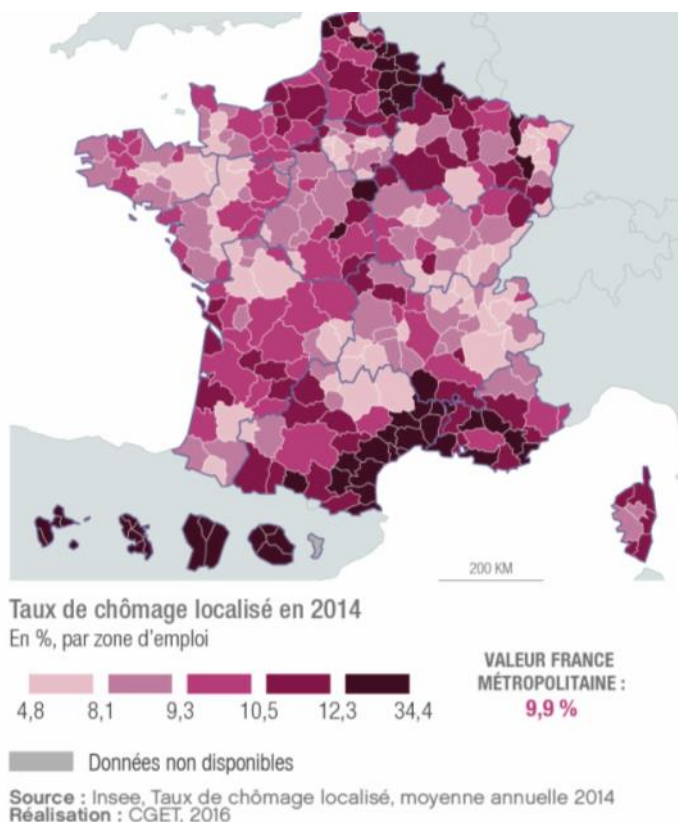 200 KM
Taux de chômage localisé en 2014
En %, par zone d'emploi
VALEUR FRANCE
MÉTROPOLITAINE :
9,9 %
4,8 8,1 9,3 10,5 12,3 34,4
Données non disponibles
Source : Insee, Taux de chômage localisé, moyenne annuelle 2014
Réalisation : CGET, 2016